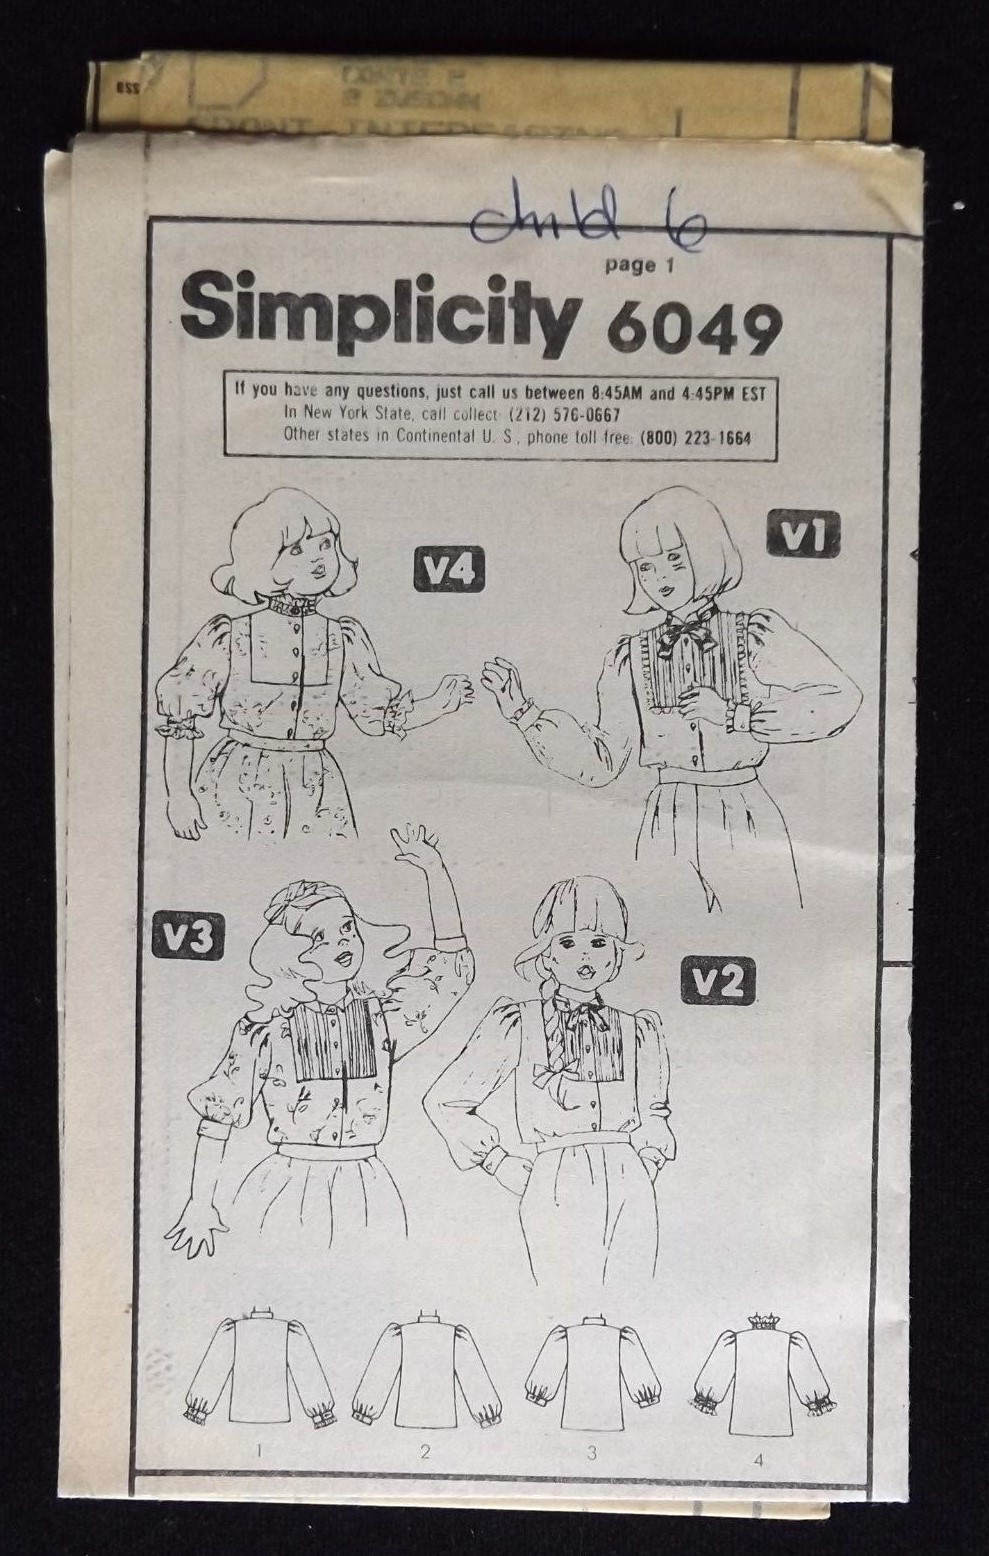 FRONT INTERFACING
child 6
page 1
Simplicity 6049
If you have any questions, just call us between 8:45AM and 4:45PM EST
In New York State, call collect: (212) 576-0667
Other states in Continental U. S., phone toll free: (800) 223-1664
v4
v1
v3
v2
1 2 3 4